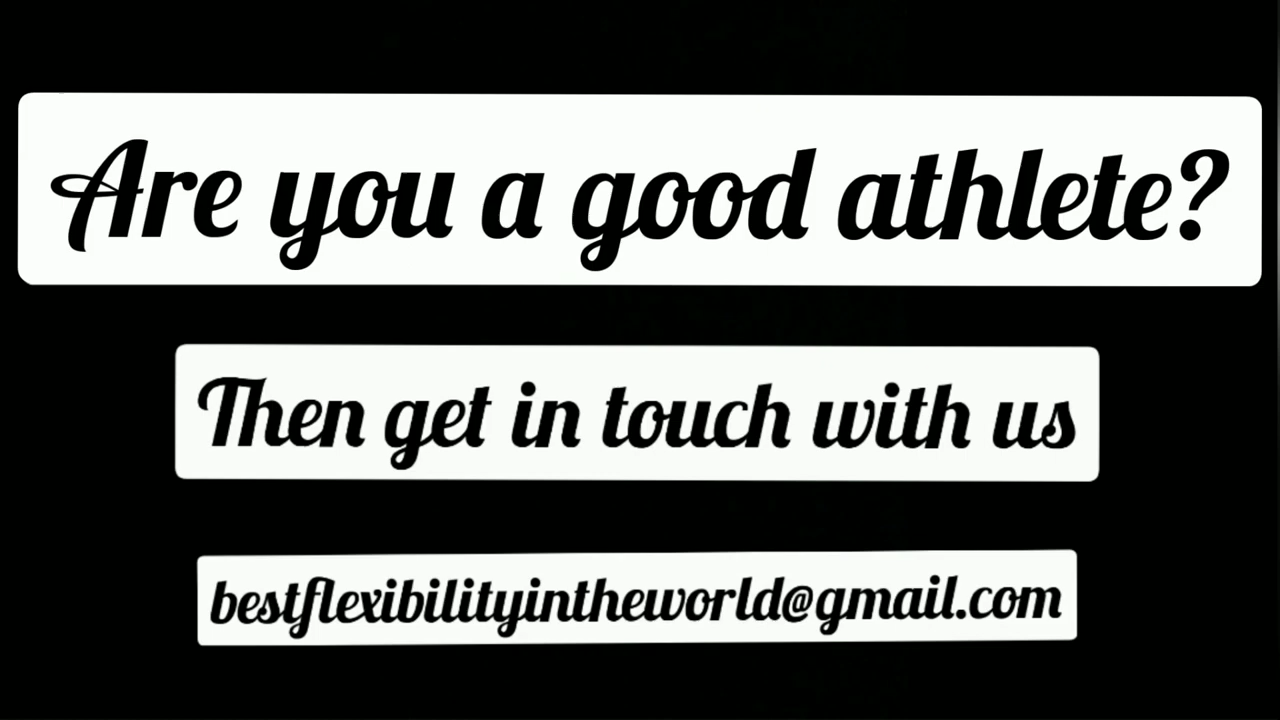 Are you a good athlete?
Then get in touch with us
bestflexibilityintheworld@gmail.com